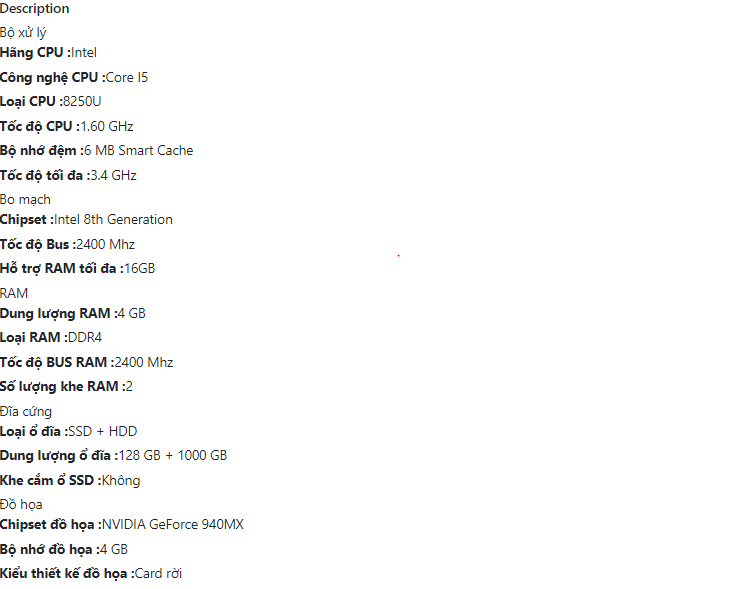 Description
Bộ xử lý
Hãng CPU :Intel
Công nghệ CPU :Core I5
Loại CPU :8250U
Tốc độ CPU :1.60 GHz
Bộ nhớ đệm :6 MB Smart Cache
Tốc độ tối đa :3.4 GHz
Bo mạch
Chipset :Intel 8th Generation
Tốc độ Bus :2400 Mhz
Hỗ trợ RAM tối đa :16GB
RAM
Dung lượng RAM :4 GB
Loại RAM :DDR4
Tốc độ BUS RAM :2400 Mhz
Số lượng khe RAM :2
Đĩa cứng
Loại ổ đĩa :SSD + HDD
Dung lượng ổ đĩa :128 GB + 1000 GB
Khe cắm ổ SSD :Không
Đồ họa
Chipset đồ họa :NVIDIA GeForce 940MX
Bộ nhớ đồ họa :4 GB
Kiểu thiết kế đồ họa :Card rời